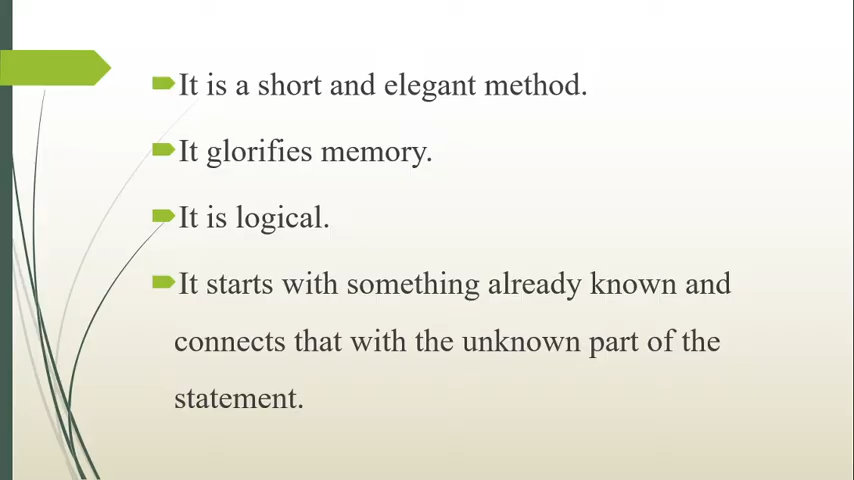 It is a short and elegant method.
It glorifies memory.
It is logical.
It starts with something already known and
connects that with the unknown part of the
statement.